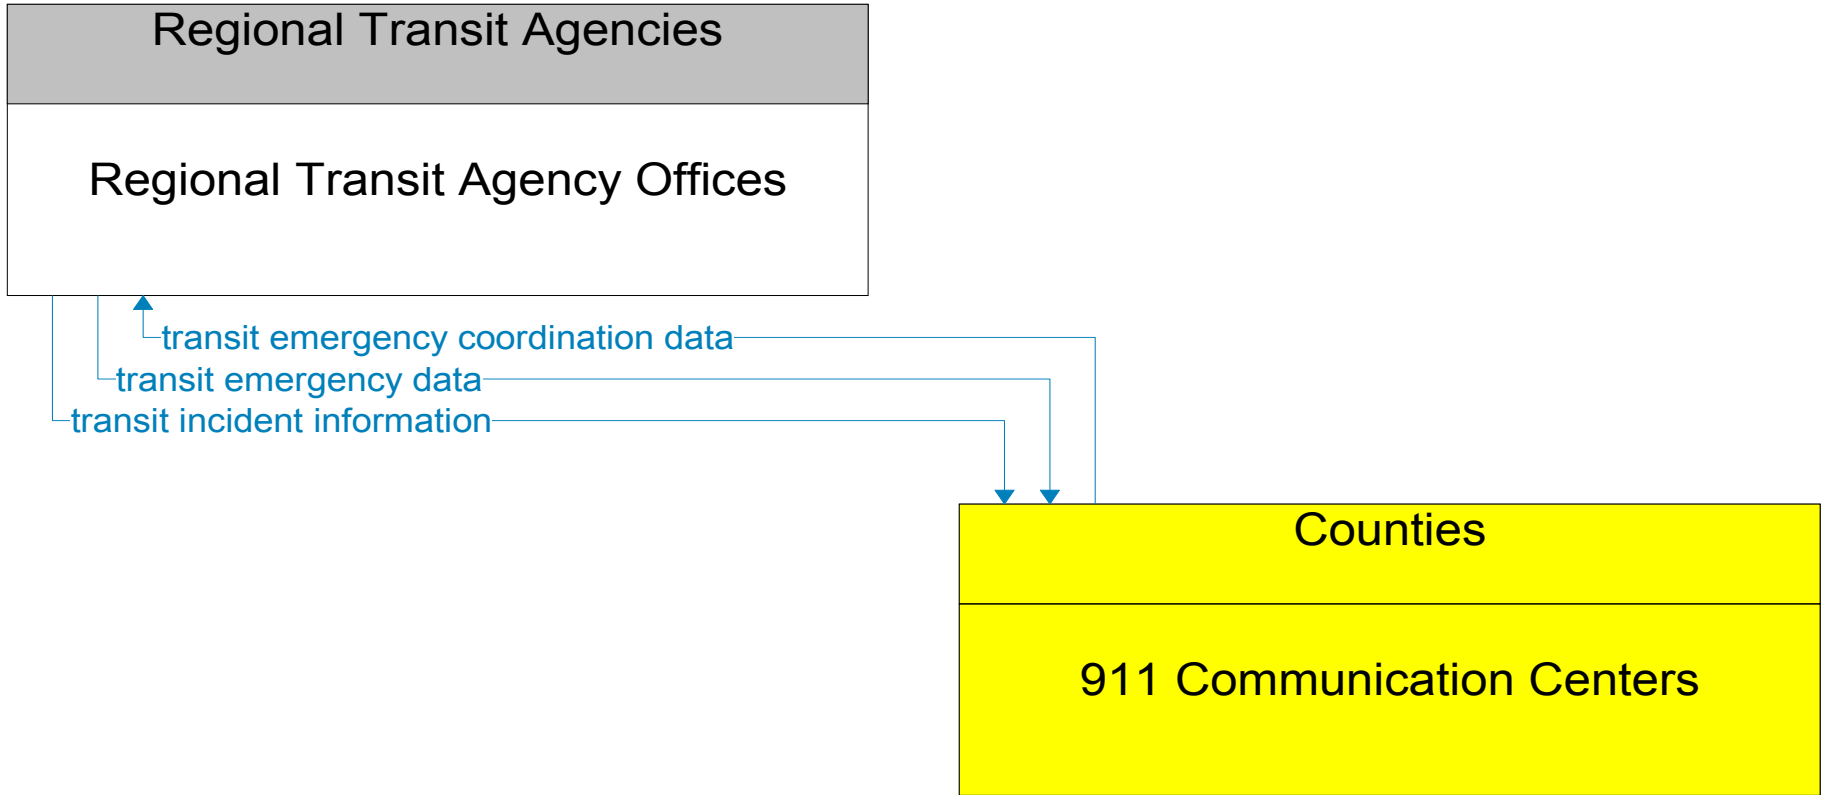 Regional Transit Agencies
Regional Transit Agency Offices
transit emergency coordination data
transit emergency data
transit incident information
Counties
911 Communication Centers